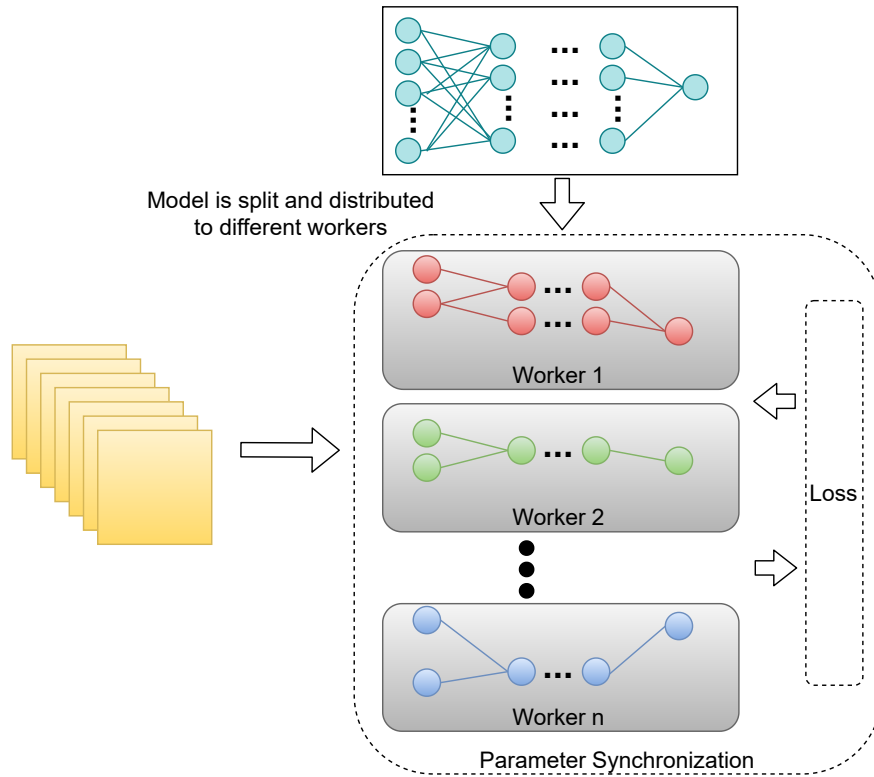 Model is split and distributed
to different workers
Worker 1
Worker 2
Loss
Worker n
Parameter Synchronization